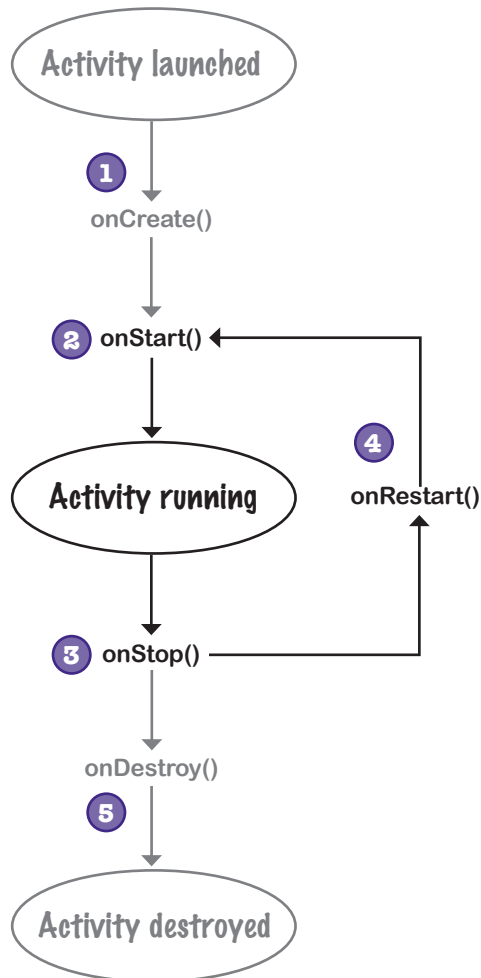 Activity launched
1
onCreate()
2
onStart()
4
Activity running
onRestart()
3
onStop()
onDestroy()
5
Activity destroyed